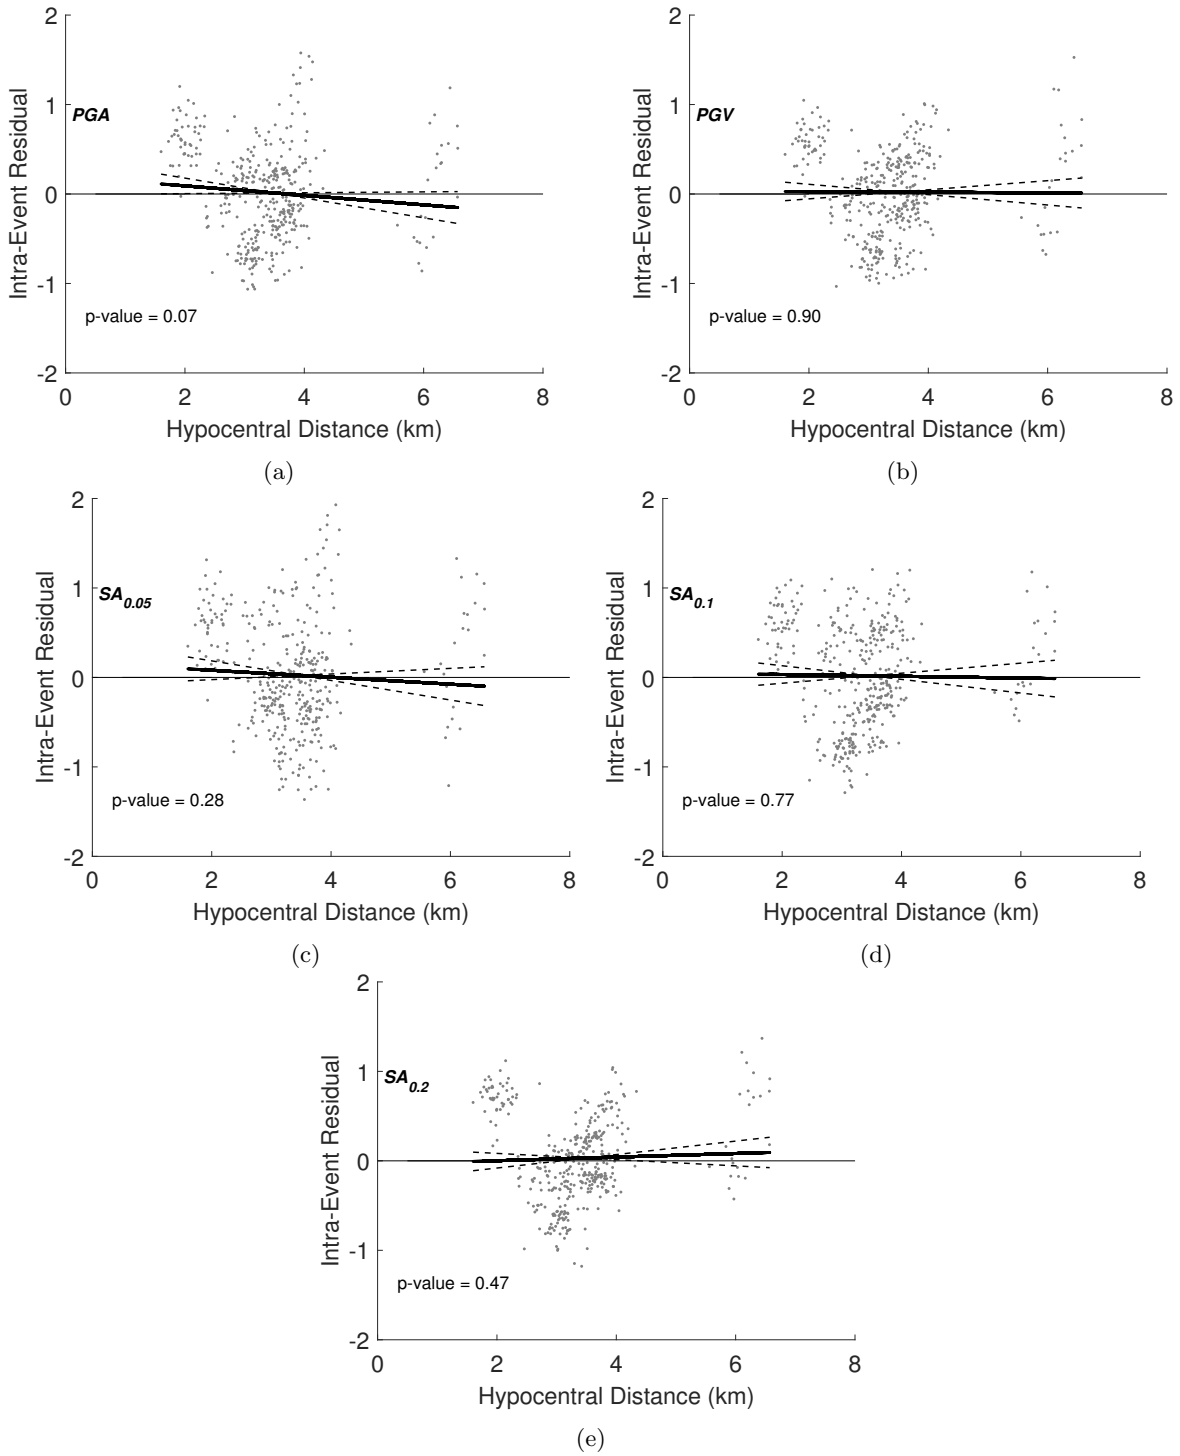 2
1
0
-1
-2
0
2
4
6
8
Intra-Event Residual
Hypocentral Distance (km)
PGA
p-value = 0.07
(a)
2
1
0
-1
-2
0
2
4
6
8
Intra-Event Residual
Hypocentral Distance (km)
PGV
p-value = 0.90
(b)
2
1
0
-1
-2
0
2
4
6
8
Intra-Event Residual
Hypocentral Distance (km)
SA0.05
p-value = 0.28
(c)
2
1
0
-1
-2
0
2
4
6
8
Intra-Event Residual
Hypocentral Distance (km)
SA0.1
p-value = 0.77
(d)
2
1
0
-1
-2
0
2
4
6
8
Intra-Event Residual
Hypocentral Distance (km)
SA0.2
p-value = 0.47
(e)